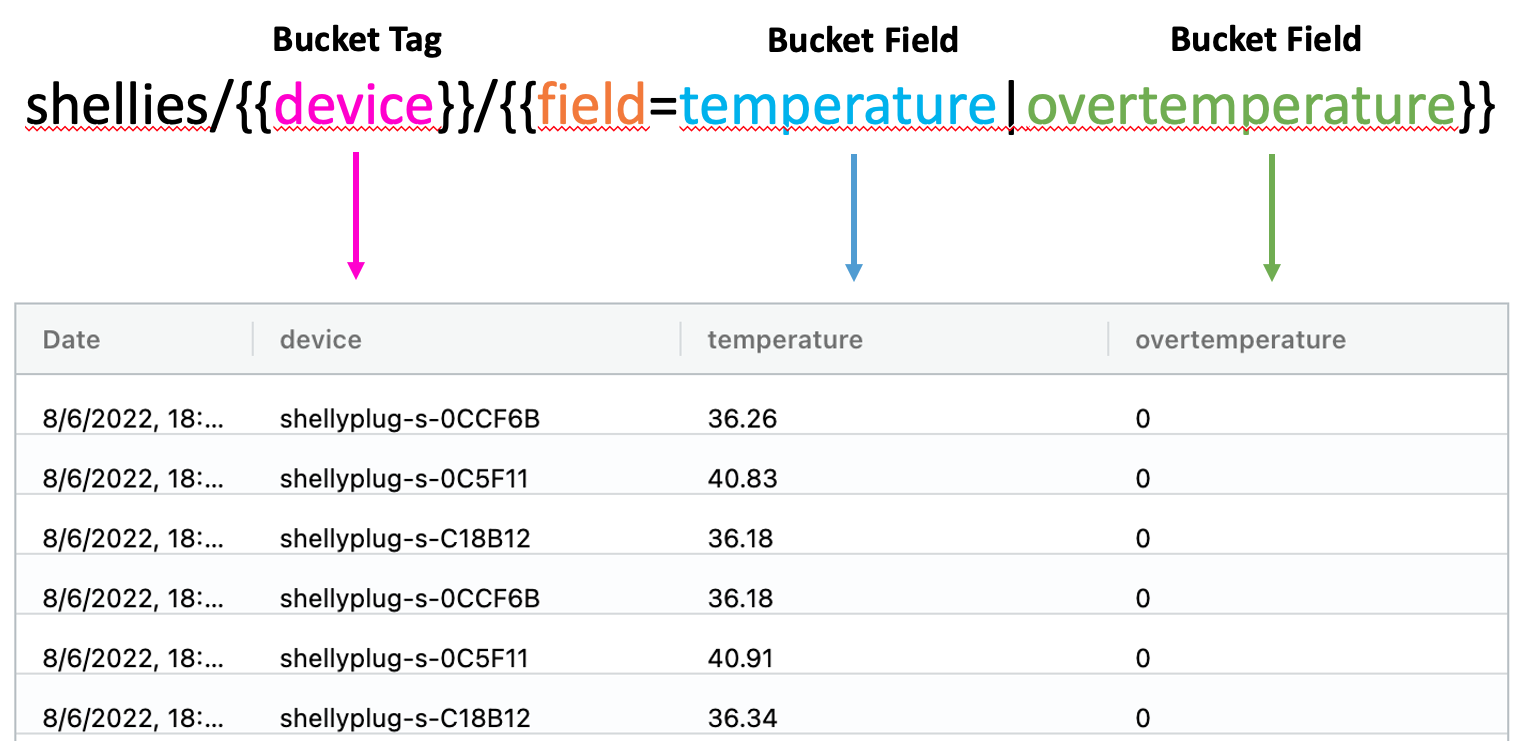 Bucket Tag Bucket Field Bucket Field
shellies/{{device}}/{{field=temperature|overtemperature}}
Date device temperature overtemperature
8/6/2022, 18:... shellyplug-s-0CCF6B 36.26 0
8/6/2022, 18:... shellyplug-s-0C5F11 40.83 0
8/6/2022, 18:... shellyplug-s-C18B12 36.18 0
8/6/2022, 18:... shellyplug-s-0CCF6B 36.18 0
8/6/2022, 18:... shellyplug-s-0C5F11 40.91 0
8/6/2022, 18:... shellyplug-s-C18B12 36.34 0